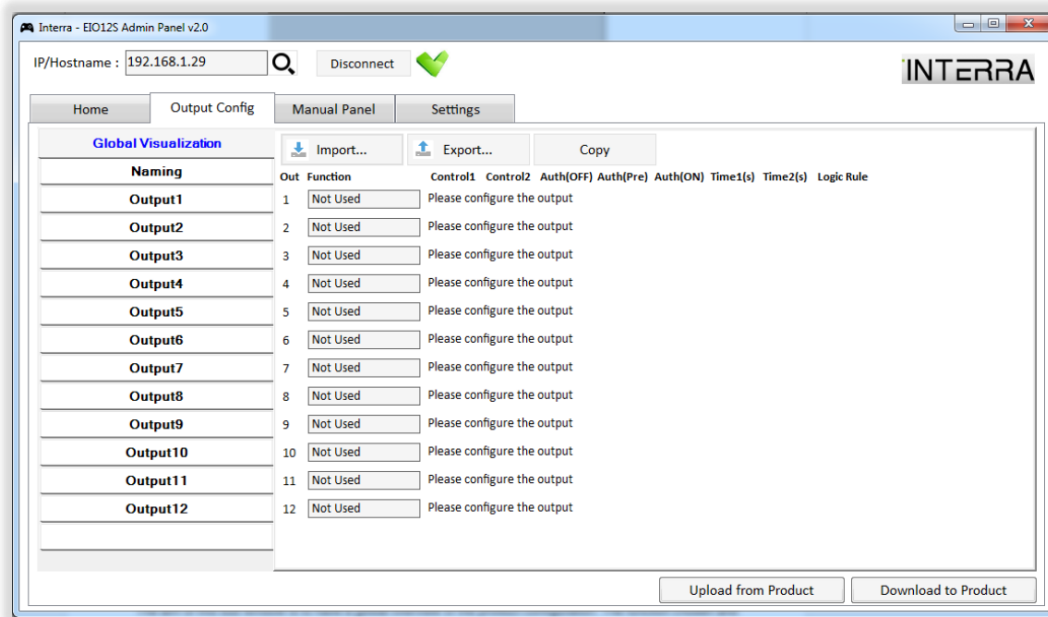 Interra - EIO12S Admin Panel v2.0
IP/Hostname : 192.168.1.29 Disconnect
INTERRA
Home Output Config Manual Panel Settings
Global Visualization
Import... Export... Copy
Naming
Out Function Control1 Control2 Auth(OFF) Auth(Pre) Auth(ON) Time1(s) Time2(s) Logic Rule
Output1
1 Not Used Please configure the output
Output2
2 Not Used Please configure the output
Output3
3 Not Used Please configure the output
Output4
4 Not Used Please configure the output
Output5
5 Not Used Please configure the output
Output6
6 Not Used Please configure the output
Output7
7 Not Used Please configure the output
Output8
8 Not Used Please configure the output
Output9
9 Not Used Please configure the output
Output10
10 Not Used Please configure the output
Output11
11 Not Used Please configure the output
Output12
12 Not Used Please configure the output
Upload from Product Download to Product